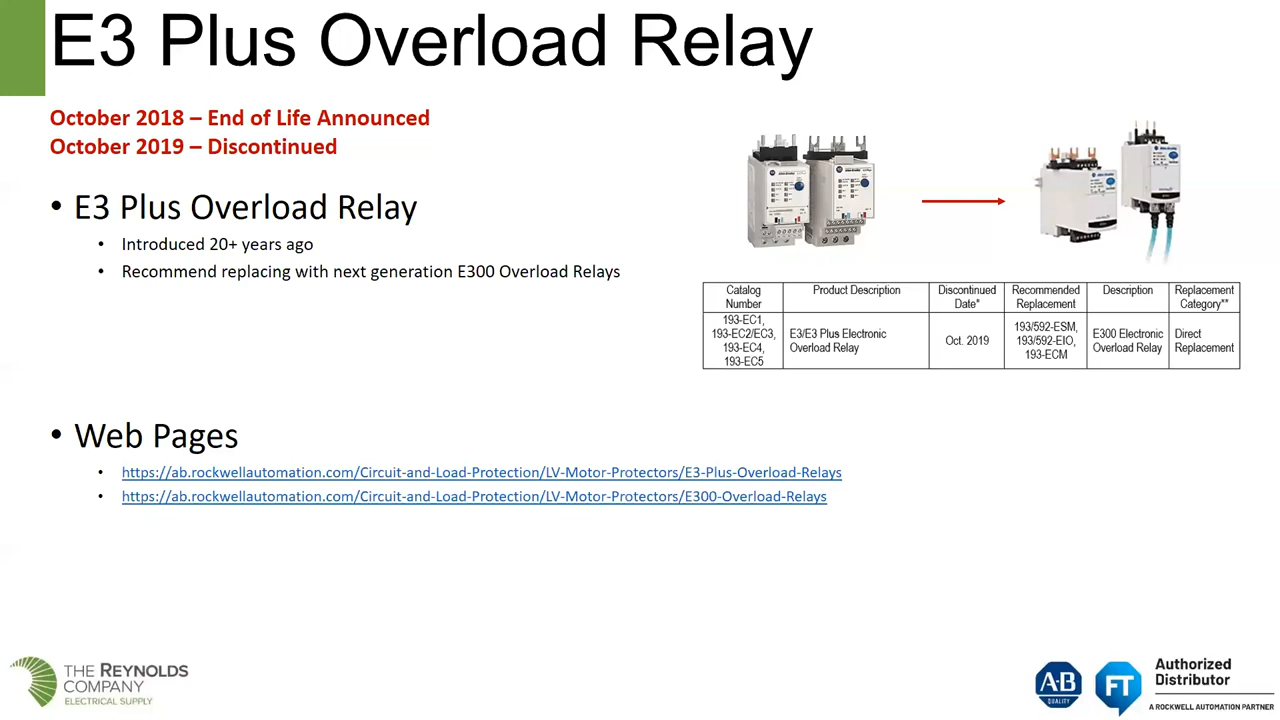 E3 Plus Overload Relay
October 2018 – End of Life Announced
October 2019 – Discontinued
• E3 Plus Overload Relay
• Introduced 20+ years ago
• Recommend replacing with next generation E300 Overload Relays
Catalog Number
Product Description
Discontinued Date*
Recommended Replacement
Description
Replacement Category**
193-EC1,
193-EC2/EC3,
193-EC4,
193-EC5
E3/E3 Plus Electronic
Overload Relay
Oct. 2019
193/592-ESM,
193/592-EIO,
193-ECM
E300 Electronic
Overload Relay
Direct
Replacement
• Web Pages
• https://ab.rockwellautomation.com/Circuit-and-Load-Protection/LV-Motor-Protectors/E3-Plus-Overload-Relays
• https://ab.rockwellautomation.com/Circuit-and-Load-Protection/LV-Motor-Protectors/E300-Overload-Relays
THE REYNOLDS
COMPANY
ELECTRICAL SUPPLY
A-B
QUALITY
FT
Authorized
Distributor
A ROCKWELL AUTOMATION PARTNER